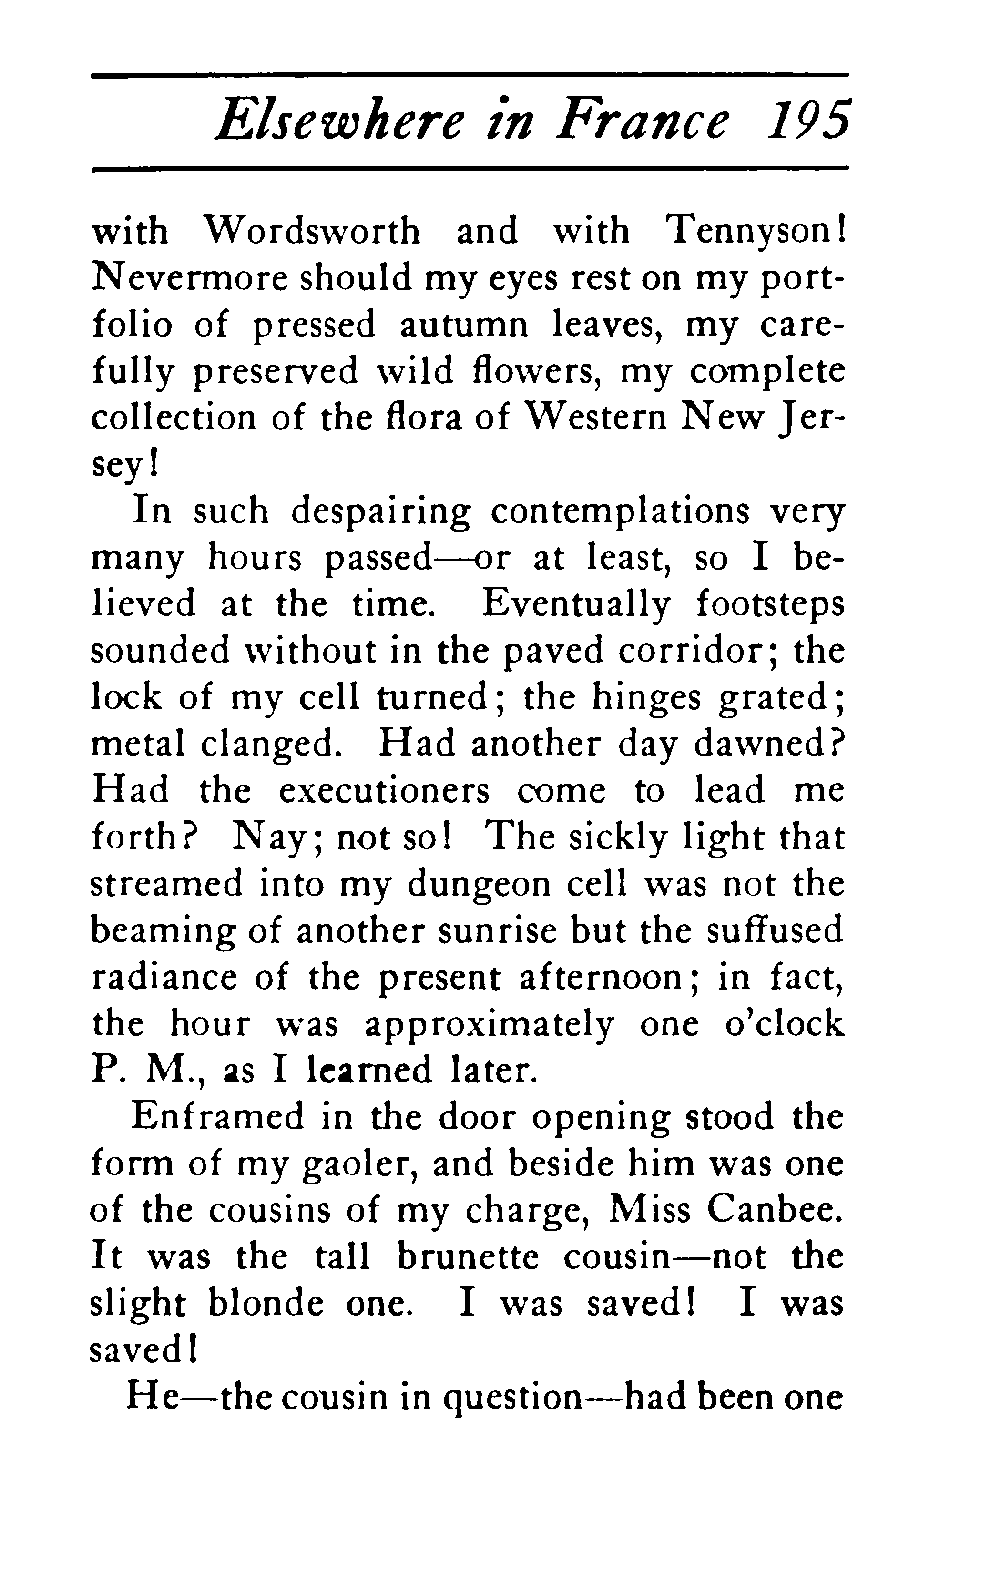 Elsewhere in France 195
with Wordsworth and with Tennyson!
Nevermore should my eyes rest on my port-
folio of pressed autumn leaves, my care-
fully preserved wild flowers, my complete
collection of the flora of Western New Jer-
sey!
In such despairing contemplations very
many hours passed—or at least, so I be-
lieved at the time. Eventually footsteps
sounded without in the paved corridor; the
lock of my cell turned; the hinges grated;
metal clanged. Had another day dawned?
Had the executioners come to lead me
forth? Nay; not so! The sickly light that
streamed into my dungeon cell was not the
beaming of another sunrise but the suffused
radiance of the present afternoon; in fact,
the hour was approximately one o'clock
P. M., as I learned later.
Enframed in the door opening stood the
form of my gaoler, and beside him was one
of the cousins of my charge, Miss Canbee.
It was the tall brunette cousin—not the
slight blonde one. I was saved! I was
saved!
He—the cousin in question—had been one